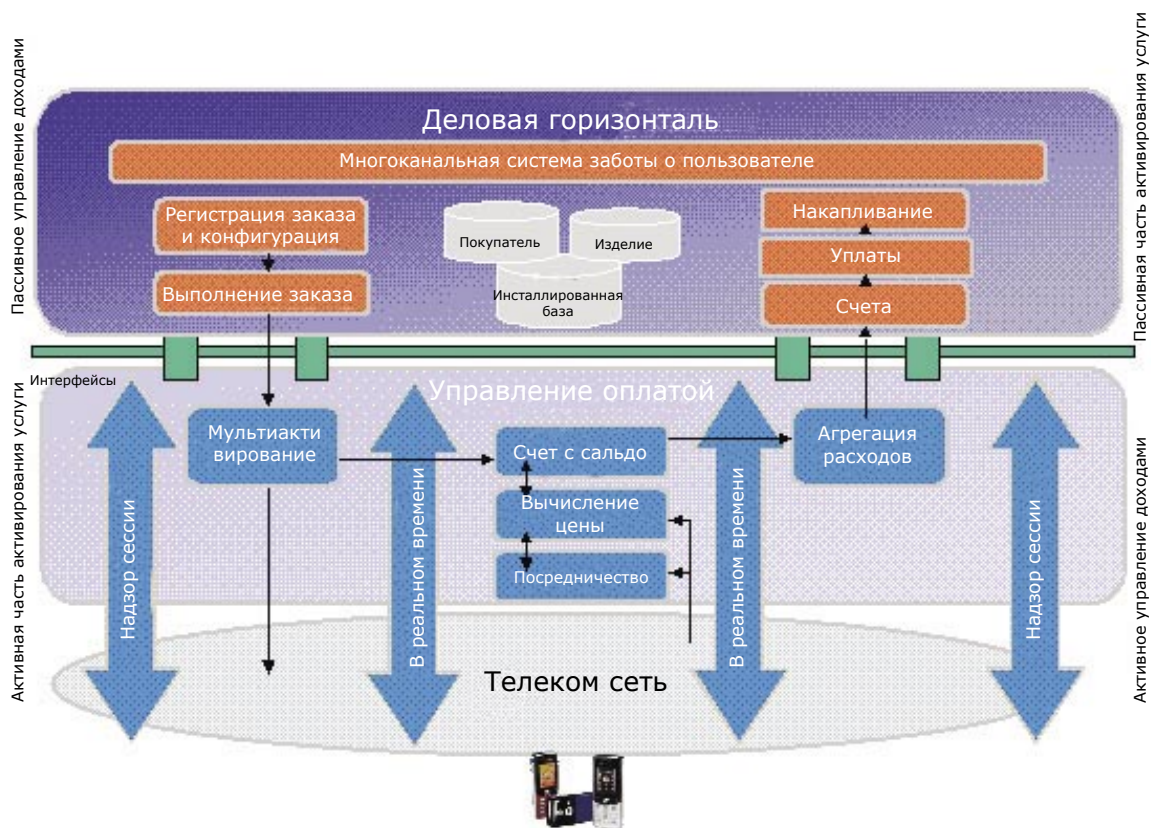 Пассивное управление доходами
Пассивная часть активирования услуги
Деловая горизонталь
Многоканальная система заботы о пользователе
Регистрация заказа
и конфигурация
Выполнение заказа
Покупатель
Изделие
Инсталлированная
база
Накапливание
Уплаты
Счета
Интерфейсы
Управление оплатой
Активная часть активирования услуги
Активное управление доходами
Надзор сессии
Мультиакти
вирование
В реальном времени
Счет с сальдо
Вычисление
цены
Посредничество
В реальном времени
Агрегация
расходов
Надзор сессии
Телеком сеть